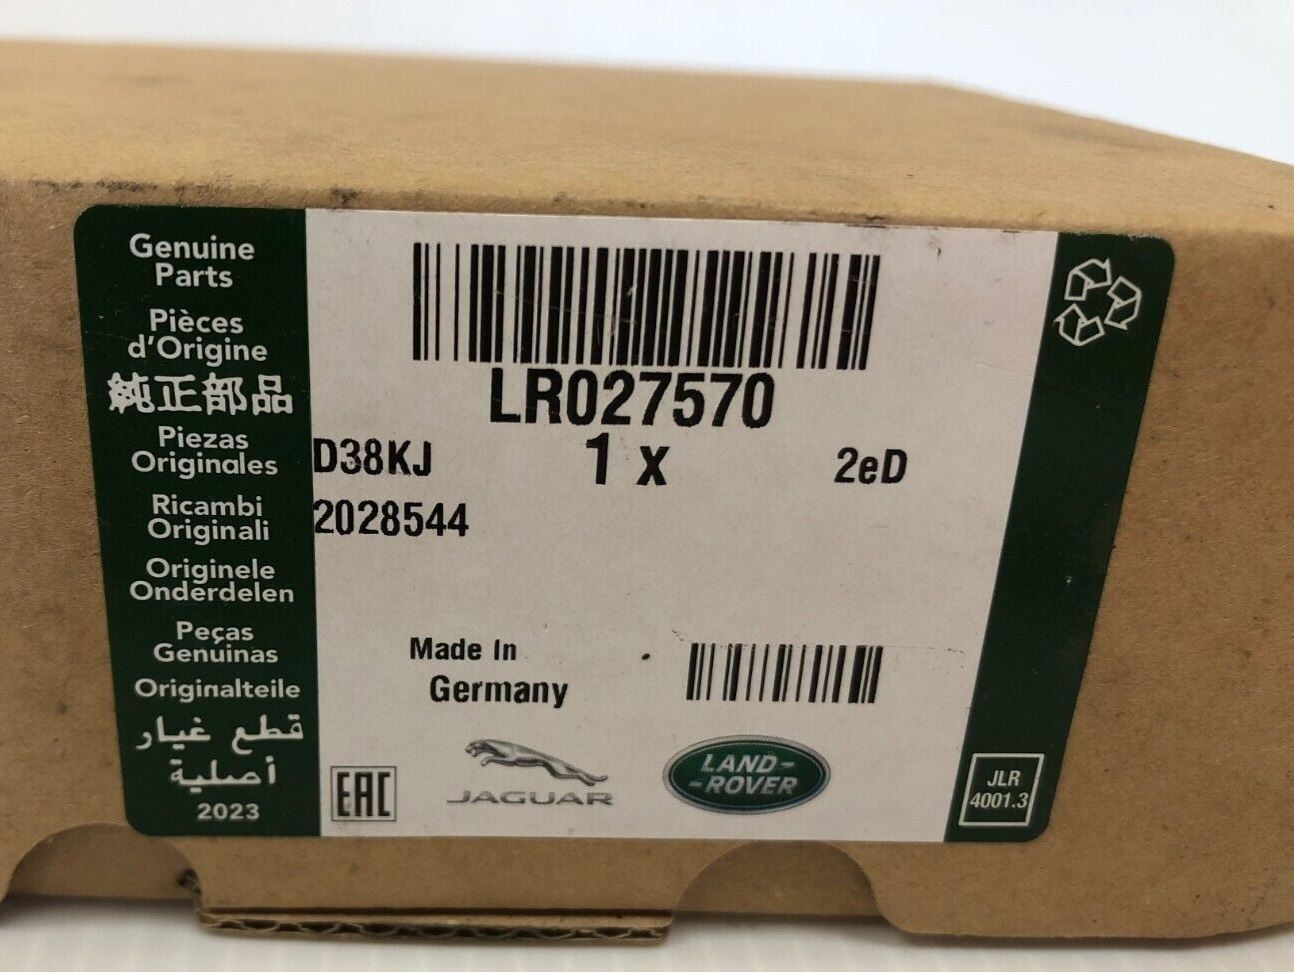 Genuine
Parts
Pièces
d'Origine
純正部品
Piezas
Originales
Ricambi
Originali
Originele
Onderdelen
Peças
Genuinas
Originalteile
قطع غيار
أصلية
2023
LR027570
D38KJ 1 x 2eD
2028544
Made In
Germany
EAC
JAGUAR
LAND-
-ROVER
JLR
4001.3